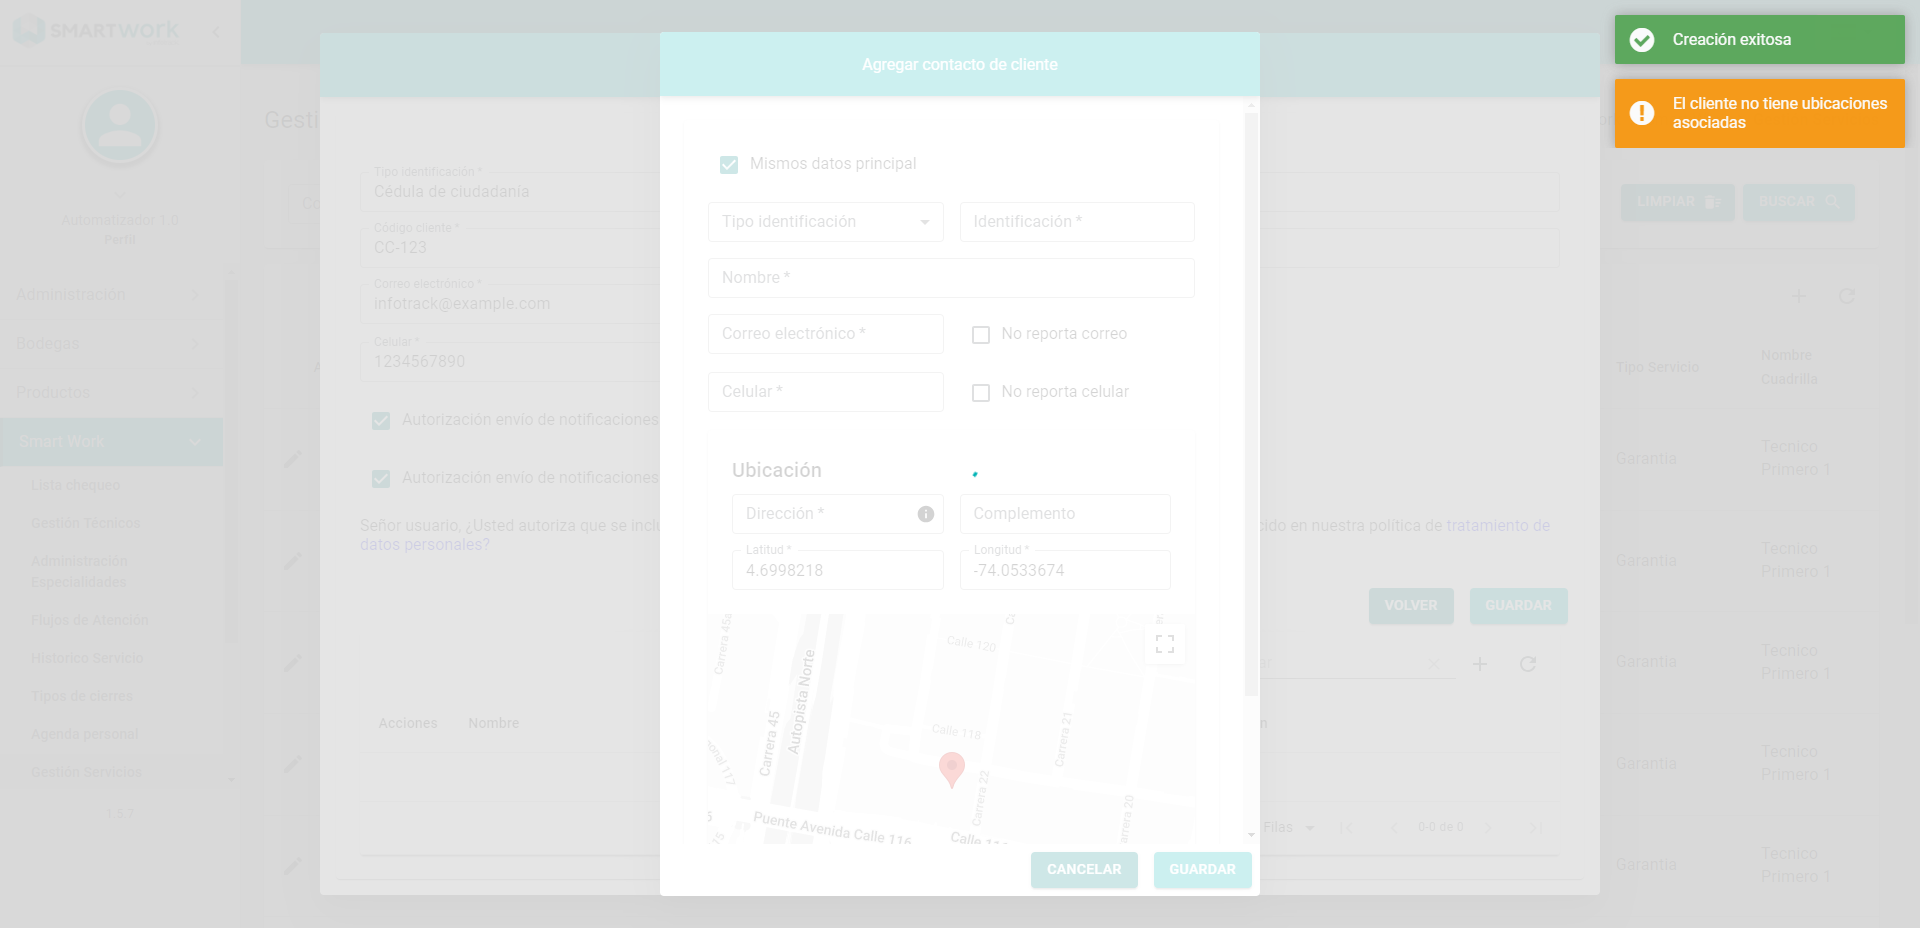 SMARTWORK
Creación exitosa
El cliente no tiene ubicaciones
asociadas
Agregar contacto de cliente
Gesti
Mismos datos principal
Tipo identificación *
Cédula de ciudadanía
Tipo identificación
Identificación *
LIMPIAR
BUSCAR
Automatizador 1.0
Perfil
Código cliente *
CC-123
Nombre *
Correo electrónico *
infotrack@example.com
Administración
Correo electrónico *
No reporta correo
Bodegas
Celular *
1234567890
Nombre
Cuadrilla
Tipo Servicio
Productos
Celular *
No reporta celular
Autorización envío de notificaciones
Smart Work
Garantia
Tecnico
Primero 1
Ubicación
Autorización envío de notificaciones
Lista chequeo
Dirección *
Complemento
Gestión Técnicos
Señor usuario, ¿Usted autoriza que se inclu
cido en nuestra política de tratamiento de
datos personales?
Latitud *
4.6998218
Longitud *
-74.0533674
Administración
Especialidades
Garantia
Tecnico
Primero 1
VOLVER
GUARDAR
Flujos de Atención
Carrera 45a
Calle 120
Autopista Norte
Historico Servicio
ar
Garantia
Tecnico
Primero 1
Tipos de cierres
Acciones
Nombre
n
Carrera 45
Calle 118
Carrera 21
Agenda personal
onal 117
Gestión Servicios
Garantia
Tecnico
Primero 1
Carrera 22
Carrera 20
1.6.7
Puente Avenida Calle 116
Filas
0-0 de 0
Garantia
Tecnico
Primero 1
CANCELAR
GUARDAR